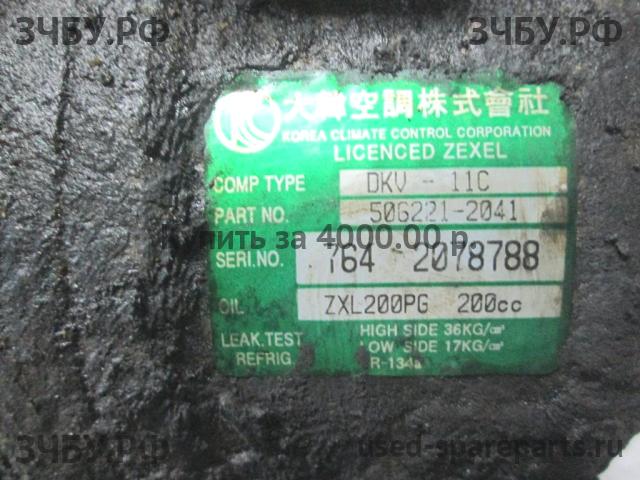 ЗЧБУ.РФ ЗЧБУ.РФ
大韓空調株式會社
KOREA CLIMATE CONTROL CORPORATION
LICENCED ZEXEL
COMP TYPE DKV - 11C
PART NO. 506221-2041
Купить за 4000.00 р.
SERI.NO. 764 2078788
OIL ZXL200PG 200cc
LEAK.TEST HIGH SIDE 36KG/㎠
LOW SIDE 17KG/㎠
REFRIG R-134a
ЗЧБУ.РФ used-spareparts.ru